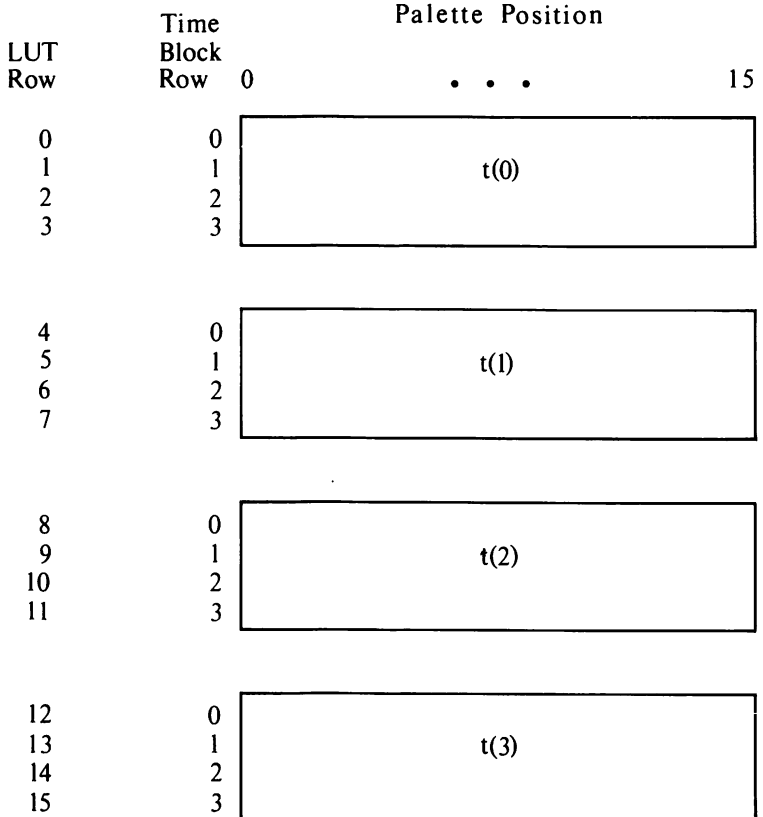 Palette Position
LUT Row Time Block Row 0 • • • 15
0 0
1 1 t(0)
2 2
3 3
4 0
5 1 t(1)
6 2
7 3
8 0
9 1 t(2)
10 2
11 3
12 0
13 1 t(3)
14 2
15 3